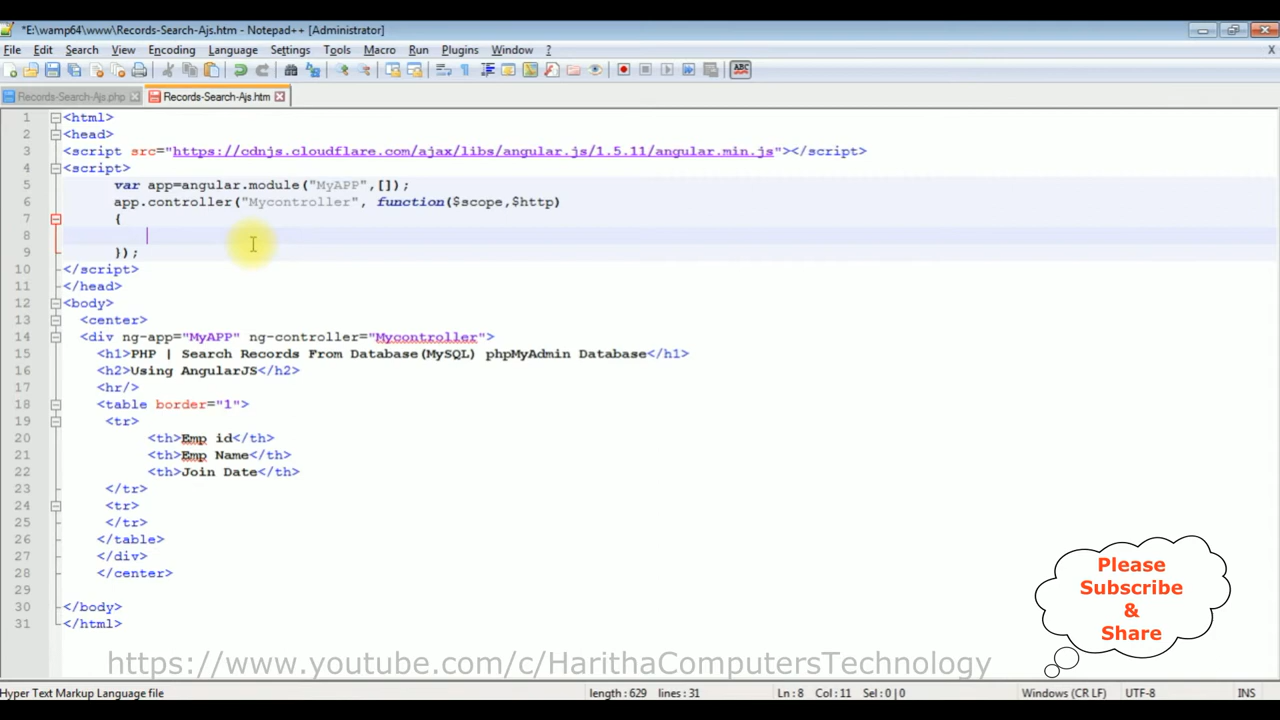 *E:\wamp64\www\Records-Search-Ajs.htm - Notepad++ [Administrator]
File Edit Search View Encoding Language Settings Tools Macro Run Plugins Window ? X
Records-Search-Ajs.php Records-Search-Ajs.htm
1 <html>
2 <head>
3 <script src="https://cdnjs.cloudflare.com/ajax/libs/angular.js/1.5.11/angular.min.js"></script>
4 <script>
5 var app=angular.module("MyAPP",[]);
6 app.controller("Mycontroller", function($scope,$http)
7 {
8
9 });
10 </script>
11 </head>
12 <body>
13 <center>
14 <div ng-app="MyAPP" ng-controller="Mycontroller">
15 <h1>PHP | Search Records From Database(MySQL) phpMyAdmin Database</h1>
16 <h2>Using AngularJS</h2>
17 <hr/>
18 <table border="1">
19 <tr>
20 <th>Emp id</th>
21 <th>Emp Name</th>
22 <th>Join Date</th>
23 </tr>
24 <tr>
25 </tr>
26 </table>
27 </div>
28 </center>
29
30 </body>
31 </html>
Please
Subscribe
&
Share
https://www.youtube.com/c/HarithaComputersTechnology
Hyper Text Markup Language file length : 629 lines : 31 Ln : 8 Col : 11 Sel : 0 | 0 Windows (CR LF) UTF-8 INS